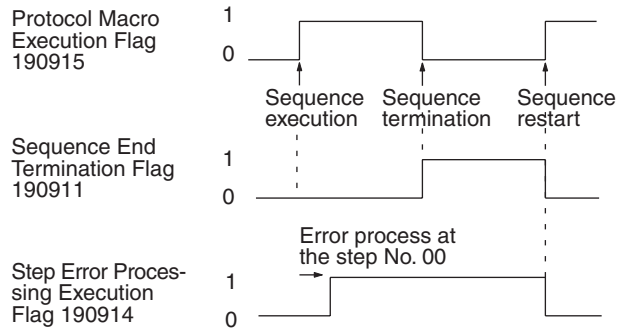 Protocol Macro
Execution Flag
190915
1
0
Sequence
execution
Sequence
termination
Sequence
restart
Sequence End
Termination Flag
190911
1
0
Error process at
the step No. 00
Step Error Proces-
sing Execution
Flag 190914
1
0